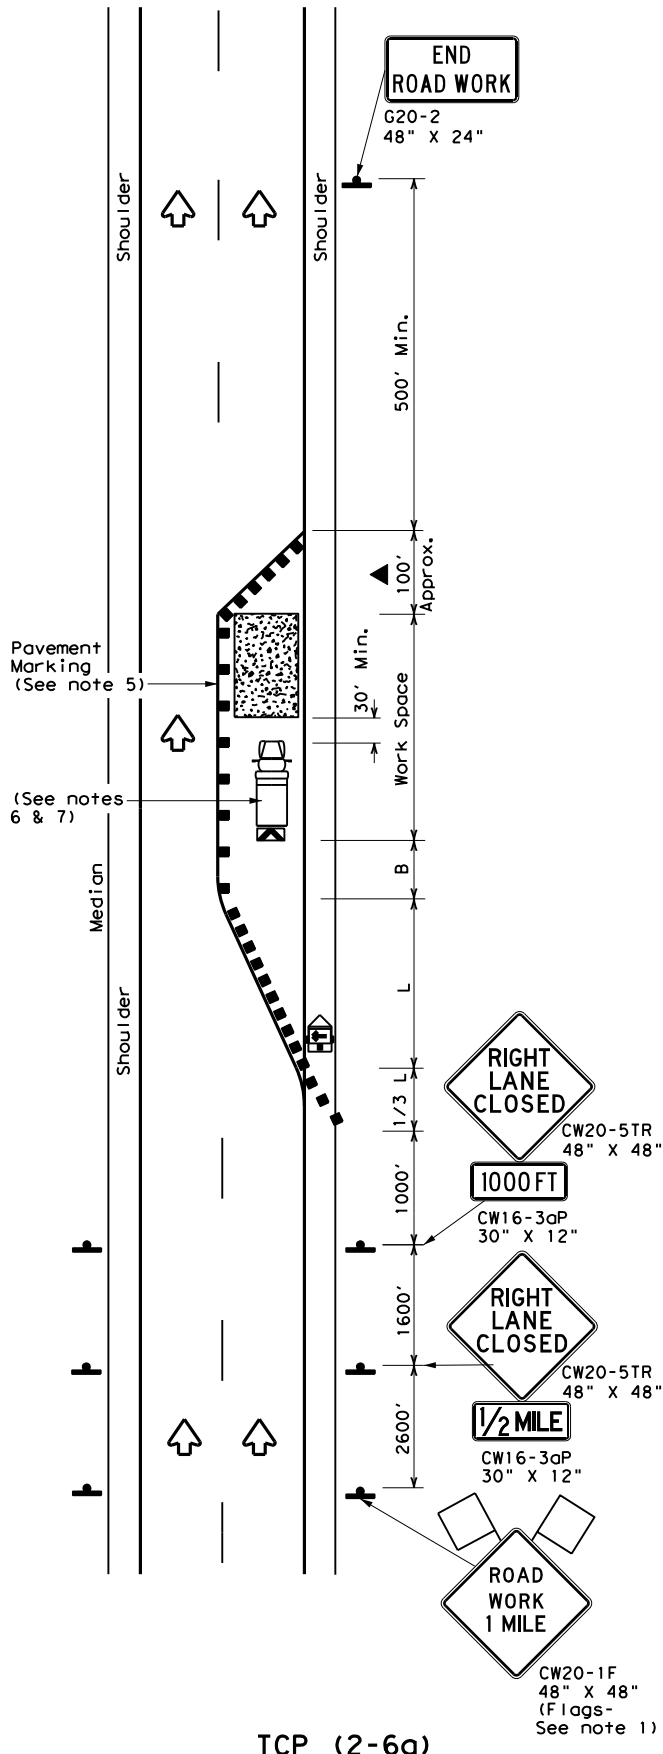 END
ROAD WORK
G20-2
48" X 24"
Shoulder
Shoulder
500' Min.
100'
Approx.
30' Min.
Work Space
Pavement
Marking
(See note 5)
(See notes
6 & 7)
B
Median
L
Shoulder
1/3 L
RIGHT
LANE
CLOSED
CW20-5TR
48" X 48"
1000 FT
CW16-3aP
30" X 12"
1000'
1600'
RIGHT
LANE
CLOSED
CW20-5TR
48" X 48"
1/2 MILE
CW16-3aP
30" X 12"
2600'
ROAD
WORK
1 MILE
CW20-1F
48" X 48"
(Flags-
See note 1)
TCP (2-6a)